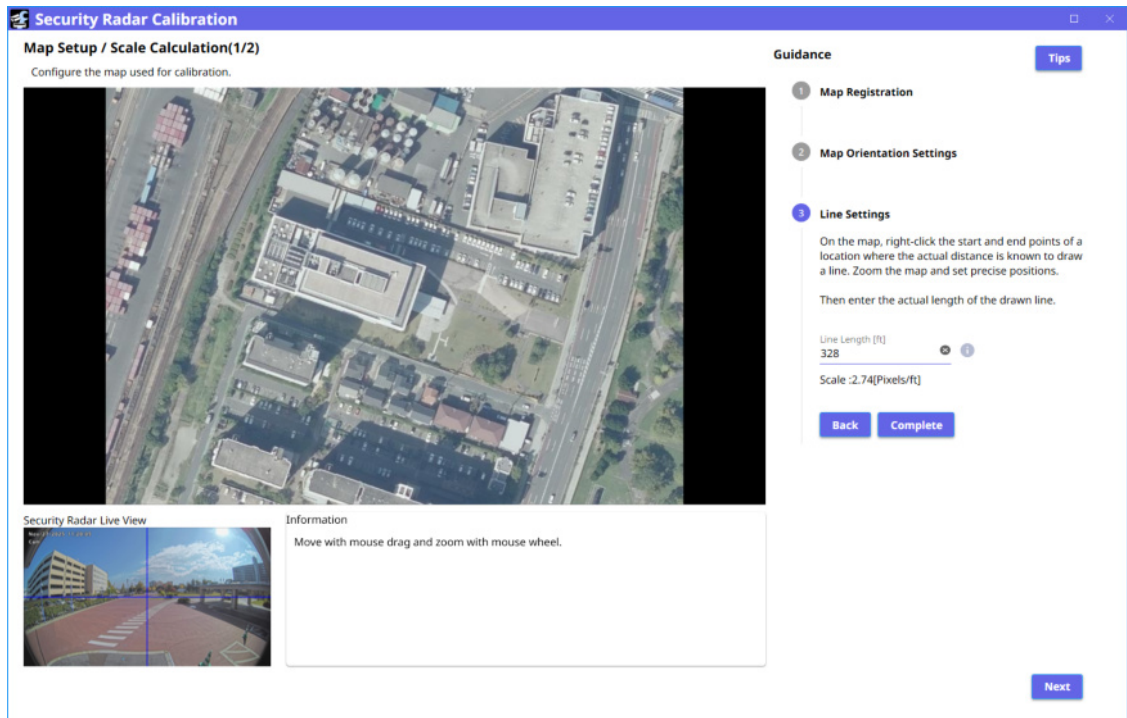 Security Radar Calibration
Map Setup / Scale Calculation(1/2)
Configure the map used for calibration.
Guidance
Tips
1 Map Registration
2 Map Orientation Settings
3 Line Settings
On the map, right-click the start and end points of a
location where the actual distance is known to draw
a line. Zoom the map and set precise positions.
Then enter the actual length of the drawn line.
Line Length [ft]
328
Scale :2.74[Pixels/ft]
Back
Complete
Security Radar Live View
Information
Move with mouse drag and zoom with mouse wheel.
Next